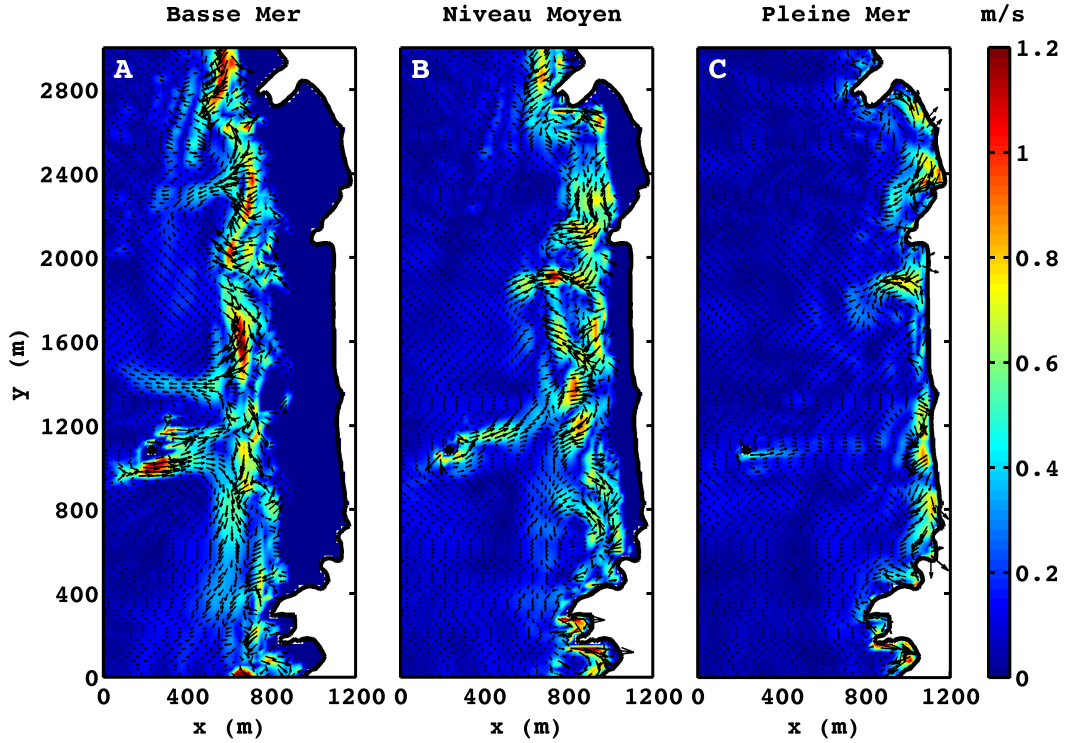 Basse Mer
Niveau Moyen
Pleine Mer
m/s
A
B
C
2800
2400
2000
1600
1200
800
400
0
y (m)
0 400 800 1200
0 400 800 1200
0 400 800 1200
x (m)
x (m)
x (m)
1.2
1
0.8
0.6
0.4
0.2
0